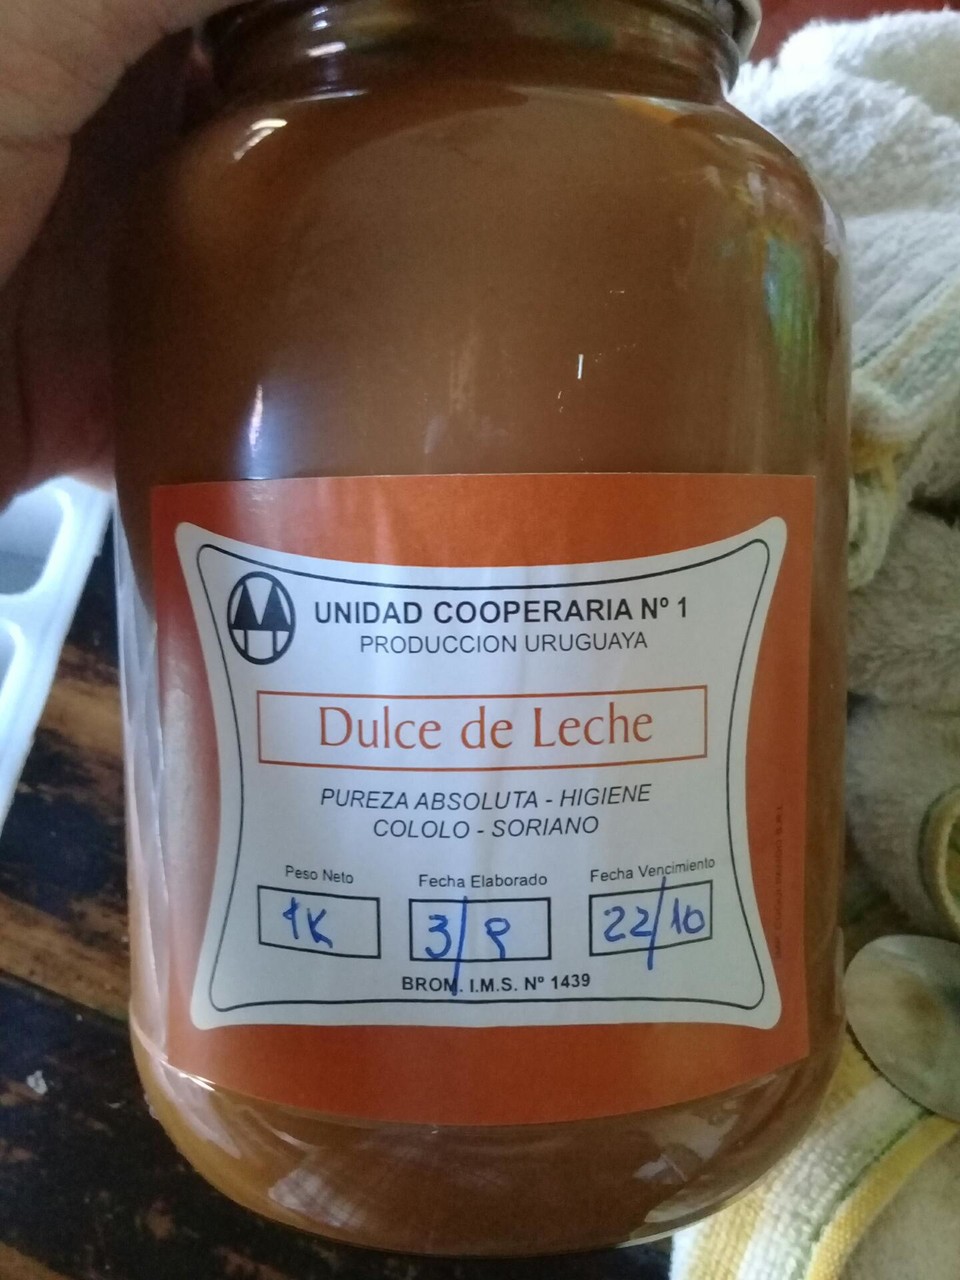 UNIDAD COOPERARIA Nº 1
PRODUCCION URUGUAYA
Dulce de Leche
PUREZA ABSOLUTA - HIGIENE
COLOLO - SORIANO
Peso Neto Fecha Elaborado Fecha Vencimiento
1K 3/9 22/10
BROM. I.M.S. Nº 1439